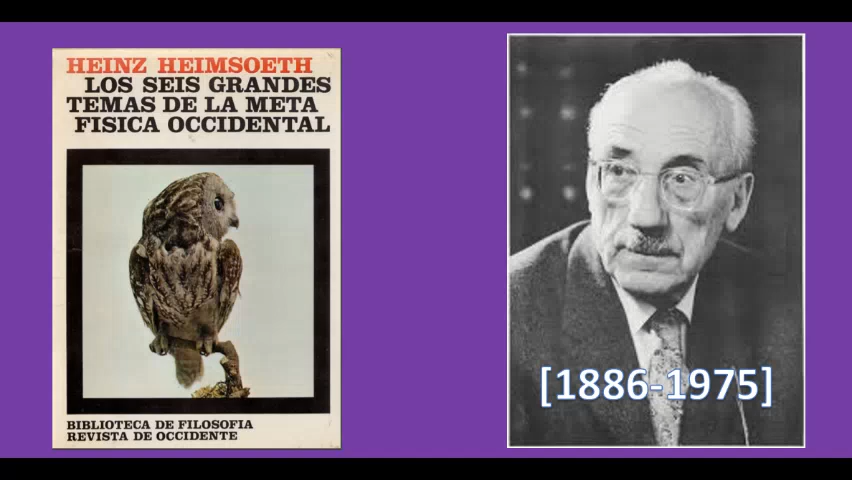 HEINZ HEIMSOETH
LOS SEIS GRANDES
TEMAS DE LA META
FISICA OCCIDENTAL
BIBLIOTECA DE FILOSOFIA
REVISTA DE OCCIDENTE
[1886-1975]